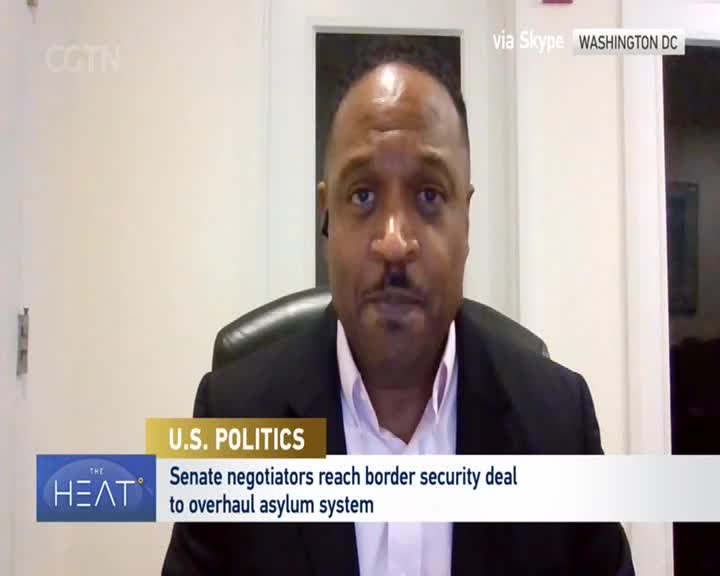 CGTN
via Skype
WASHINGTON DC
U.S. POLITICS
THE
HEAT
Senate negotiators reach border security deal
to overhaul asylum system